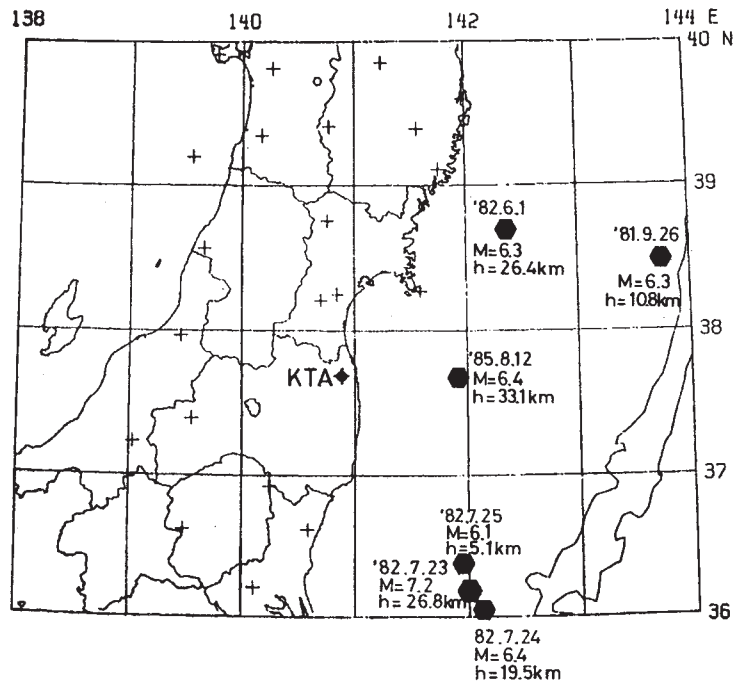 138
140
142
144 E
40 N
39
'82.6.1
M=6.3
h=26.4km
'81.9.26
M=6.3
h=10.8km
38
'85.8.12
M=6.4
h=33.1km
KTA
37
'82.7.25
M=6.1
h=5.1km
'82.7.23
M=7.2
h=26.8km
36
82.7.24
M=6.4
h=19.5km